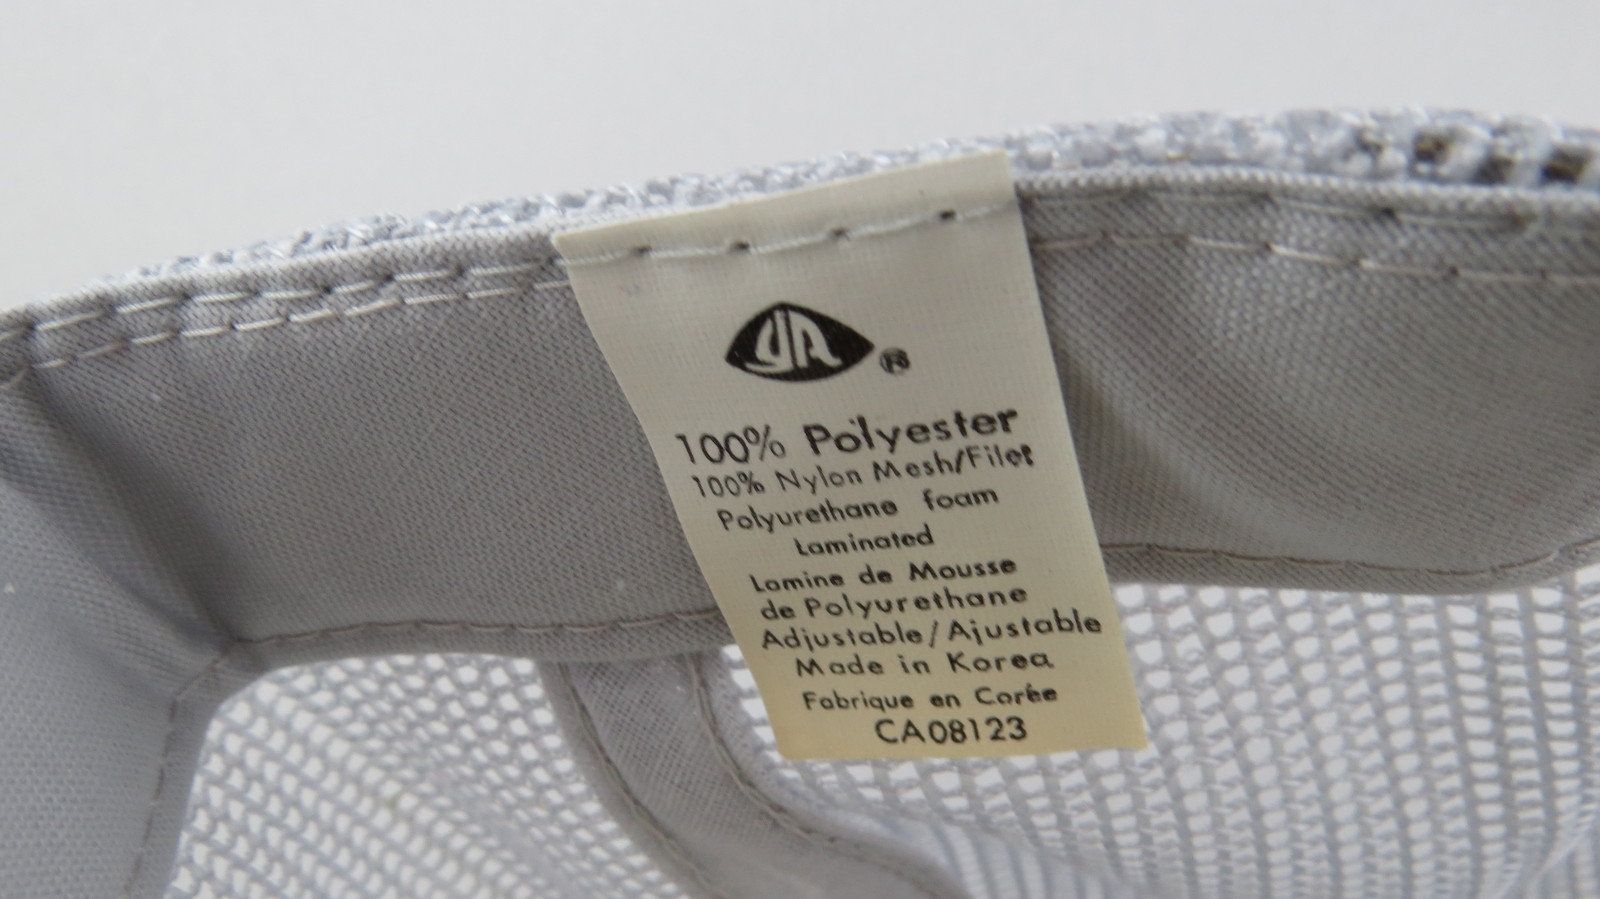 YA ®
100% Polyester
100% Nylon Mesh/Filet
Polyurethane foam
Laminated
Lamine de Mousse
de Polyurethane
Adjustable/Ajustable
Made in Korea
Fabrique en Corée
CA08123